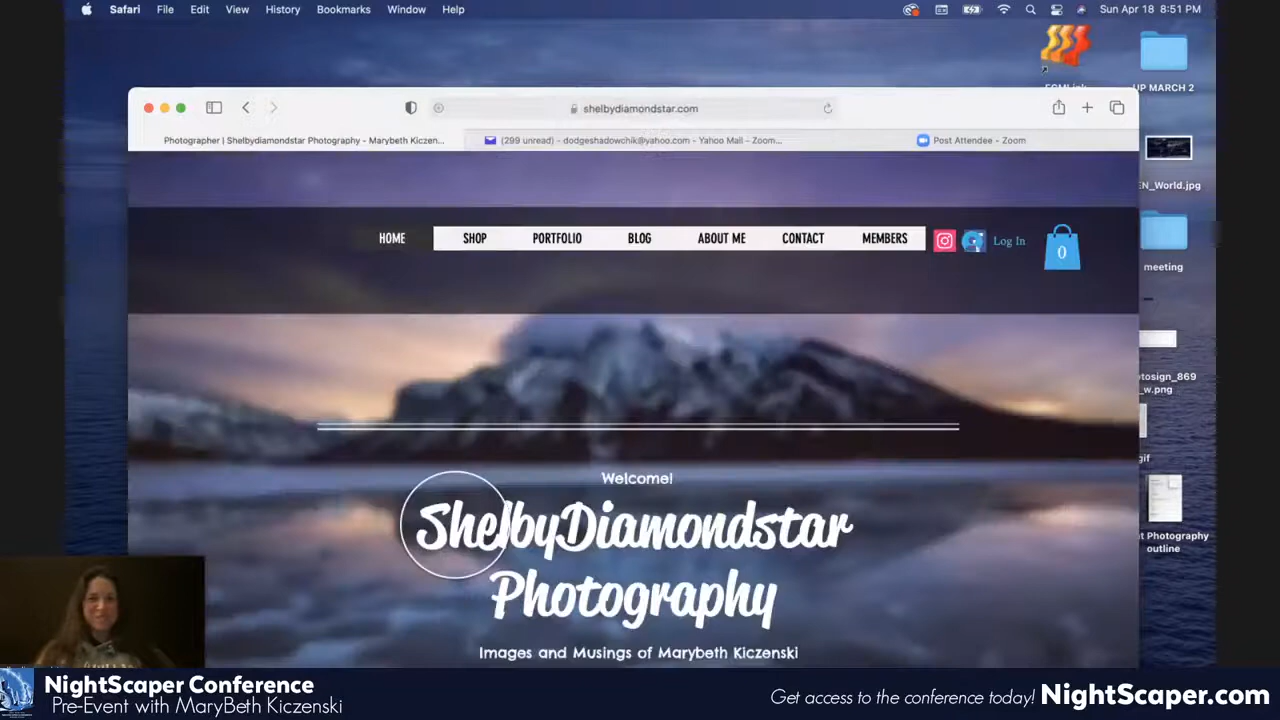 Safari File Edit View History Bookmarks Window Help Sun Apr 18 8:51 PM
UP MARCH 2
shelbydiamondstar.com
Photographer | Shelbydiamondstar Photography - Marybeth Kiczen... (299 unread) - dodgeshadowchik@yahoo.com - Yahoo Mail - Zoom... Post Attendee - Zoom
EN_World.jpg
HOME SHOP PORTFOLIO BLOG ABOUT ME CONTACT MEMBERS Log In 0
meeting
otosign_869
_w.png
gif
Welcome!
ShelbyDiamondstar
Photography
Images and Musings of Marybeth Kiczenski
nt Photography
outline
NightScaper Conference
Pre-Event with MaryBeth Kiczenski
Get access to the conference today! NightScaper.com